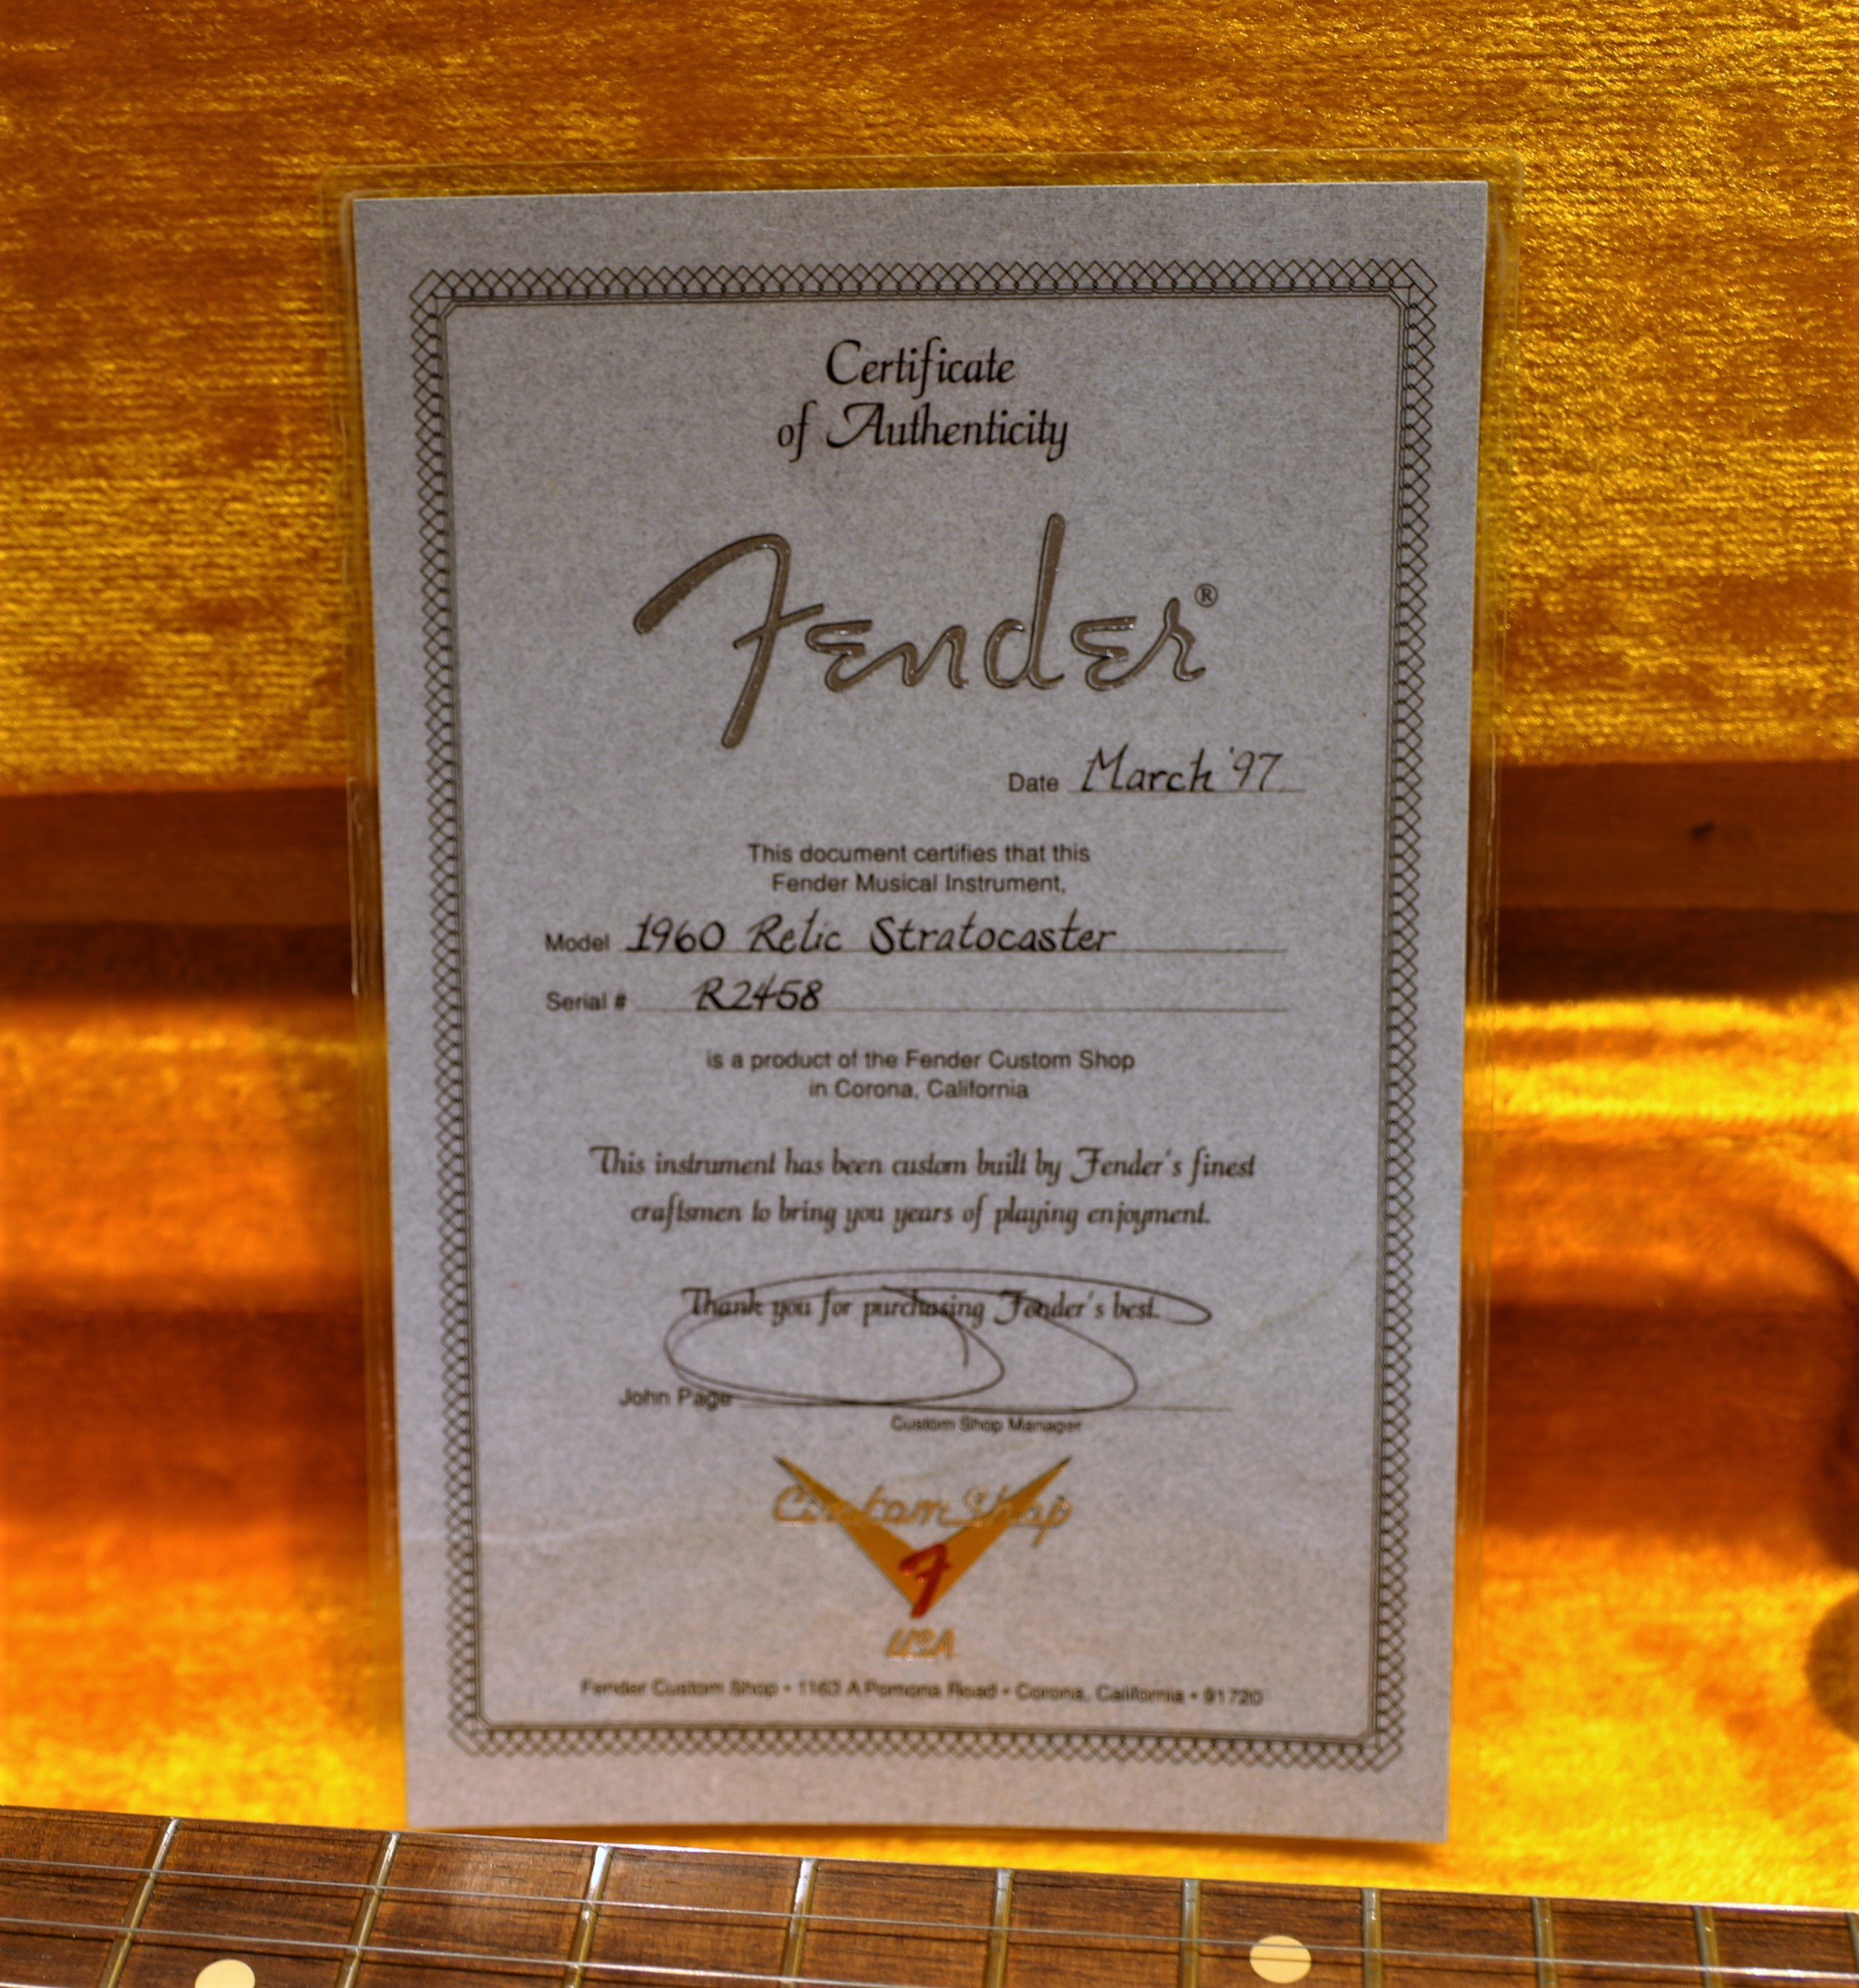 Certificate
of Authenticity
Fender®
Date March '97
This document certifies that this
Fender Musical Instrument,
Model 1960 Relic Stratocaster
Serial # R2458
is a product of the Fender Custom Shop
in Corona, California
This instrument has been custom built by Fender's finest
craftsmen to bring you years of playing enjoyment.
Thank you for purchasing Fender's best.
John Page
Custom Shop Manager
Custom Shop
F
USA
Fender Custom Shop • 1163 A Pomona Road • Corona, California • 91720